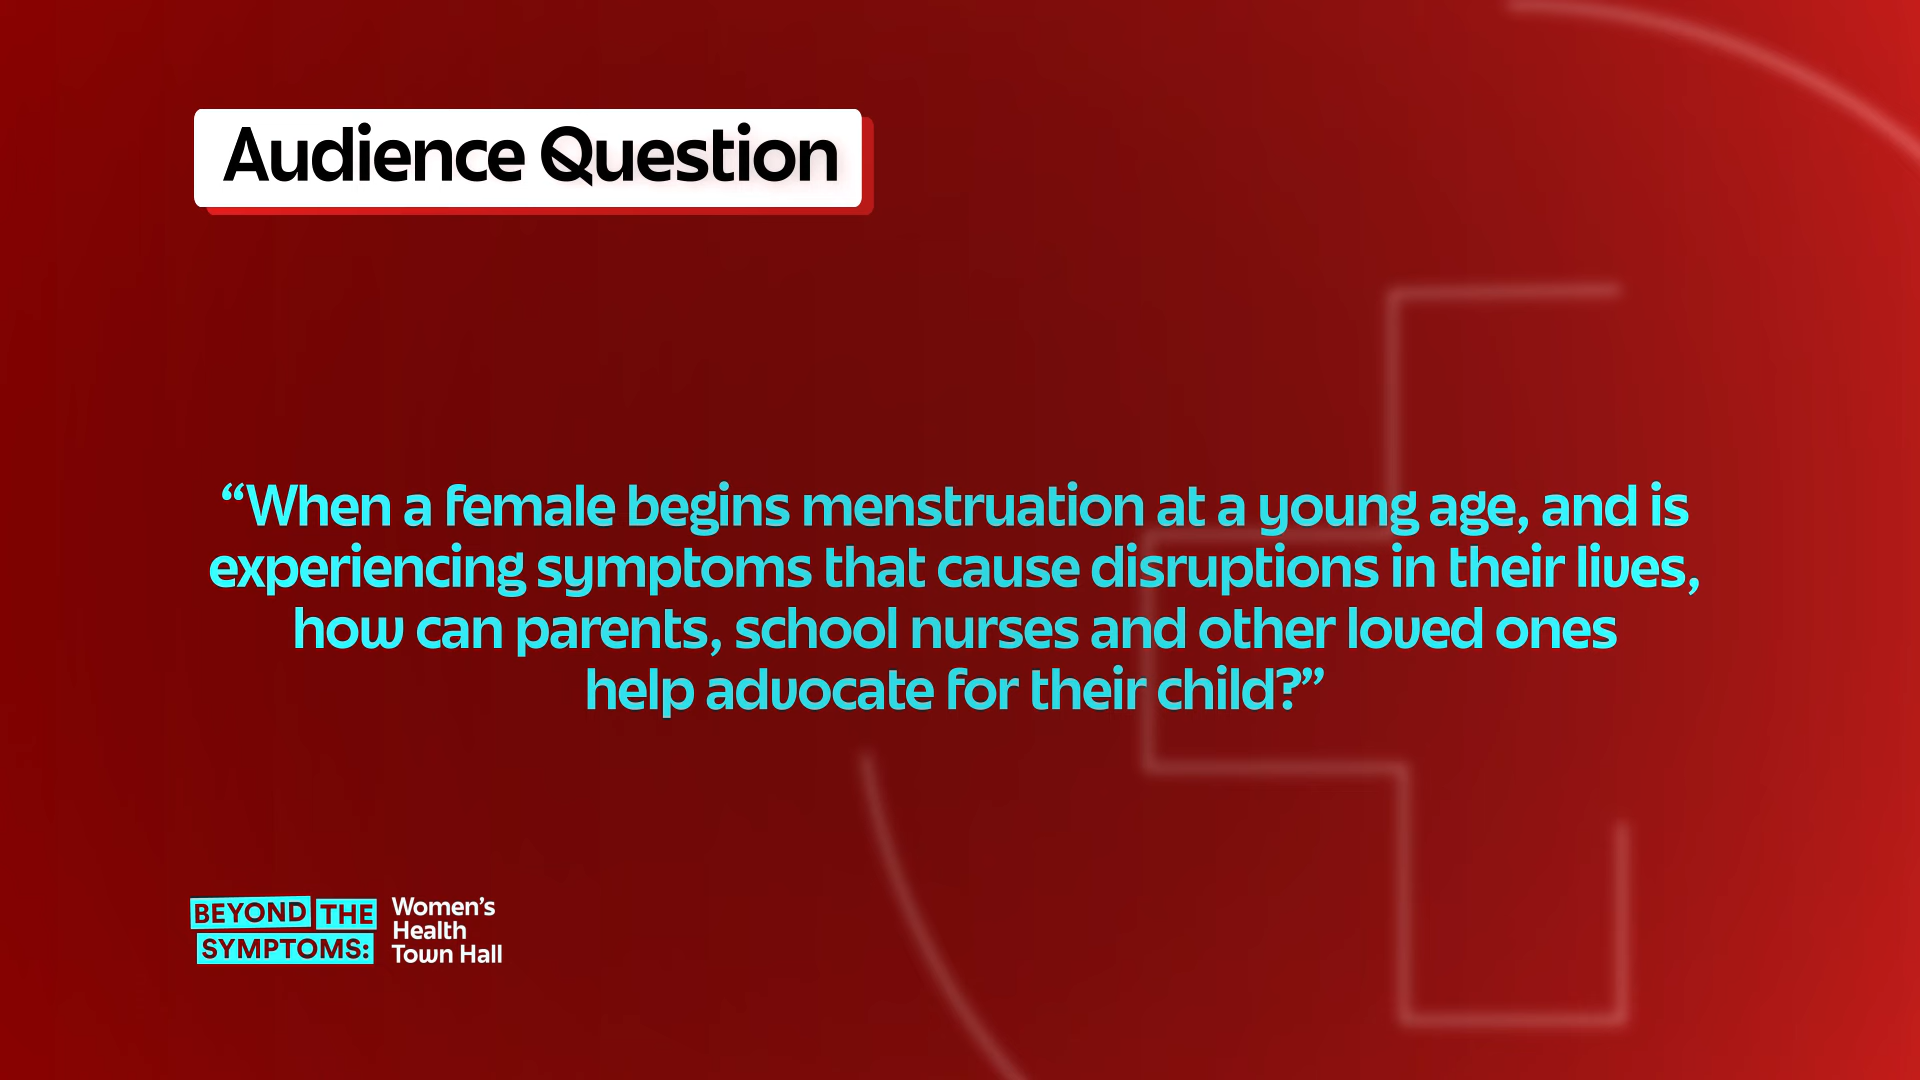 Audience Question
“When a female begins menstruation at a young age, and is
experiencing symptoms that cause disruptions in their lives,
how can parents, school nurses and other loved ones
help advocate for their child?”
BEYOND THE
SYMPTOMS:
Women’s
Health
Town Hall